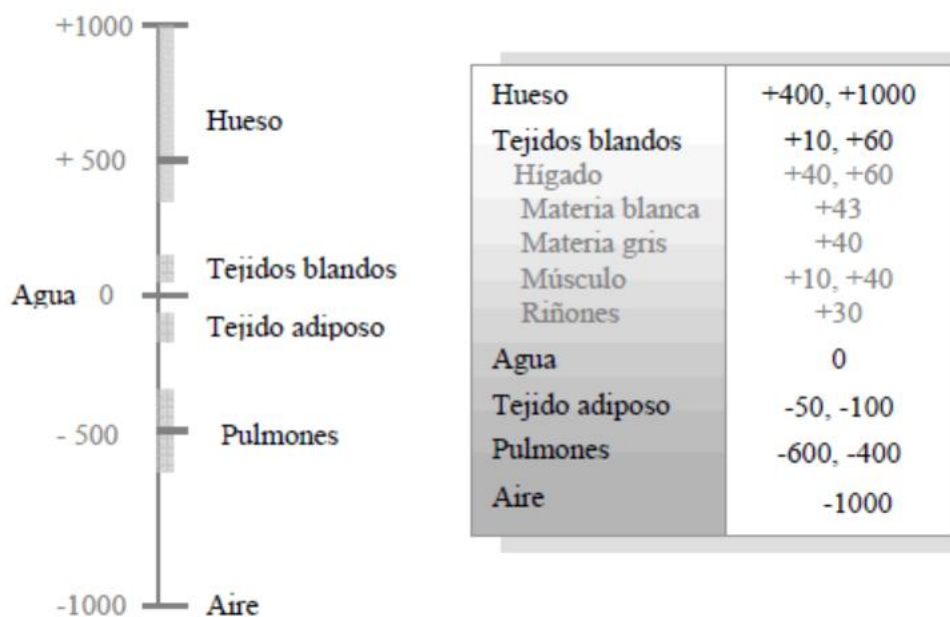 +1000
Hueso
+ 500
Tejidos blandos
Agua 0
Tejido adiposo
- 500
Pulmones
-1000 Aire
Hueso +400, +1000
Tejidos blandos +10, +60
Hígado +40, +60
Materia blanca +43
Materia gris +40
Músculo +10, +40
Riñones +30
Agua 0
Tejido adiposo -50, -100
Pulmones -600, -400
Aire -1000